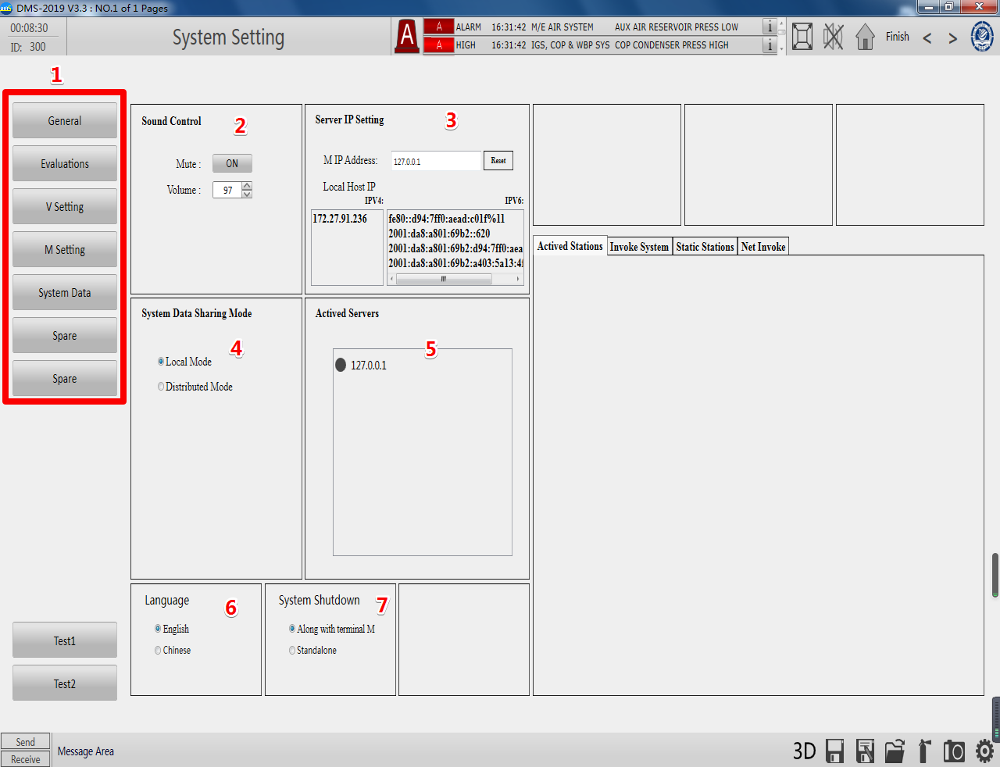 DMS-2019 V3.3 : NO.1 of 1 Pages
00:08:30
ID: 300
System Setting
A
A ALARM 16:31:42 M/E AIR SYSTEM AUX AIR RESERVOIR PRESS LOW i
A HIGH 16:31:42 IGS, COP & WBP SYS COP CONDENSER PRESS HIGH i
Finish < >
1
General
Evaluations
V Setting
M Setting
System Data
Spare
Spare
Test1
Test2
Sound Control
2
Mute : ON
Volume : 97
Server IP Setting
3
M IP Address: 127.0.0.1 Reset
Local Host IP
IPV4: IPV6:
172.27.91.236
fe80::d94:7ff0:aead:c01f%11
2001:da8:a801:69b2::620
2001:da8:a801:69b2:d94:7ff0:aea
2001:da8:a801:69b2:a403:5a13:4f
System Data Sharing Mode
4
Local Mode
Distributed Mode
Actived Servers
5
127.0.0.1
Language
6
English
Chinese
System Shutdown
7
Along with terminal M
Standalone
Actived Stations Invoke System Static Stations Net Invoke
Send
Receive
Message Area
3D